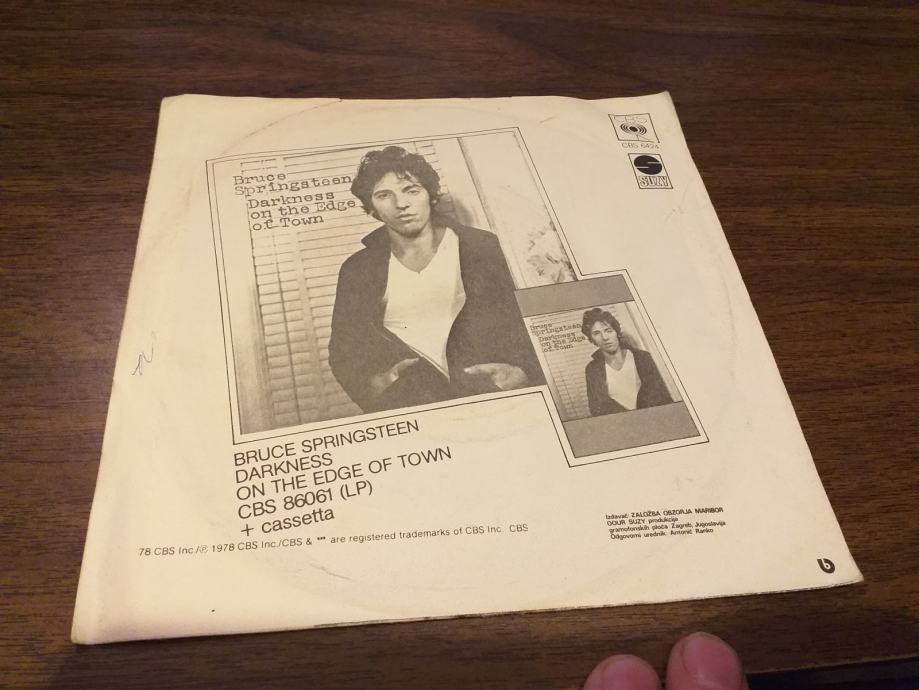 Bruce
Springsteen
Darkness
on the Edge
of Town
CBS
CBS 6424
SUZY
Bruce
Springsteen
Darkness
on the Edge
of Town
BRUCE SPRINGSTEEN
DARKNESS
ON THE EDGE OF TOWN
CBS 86061 (LP)
+ cassetta
78 CBS Inc./℗ 1978 CBS Inc./CBS & are registered trademarks of CBS Inc. CBS
Izdavač: ZALOŽBA OBZORJA MARIBOR
OOUR SUZY produkcija
gramofonskih ploča Zagreb, Jugoslavija
Odgovorni urednik: Antonić Ranko
b